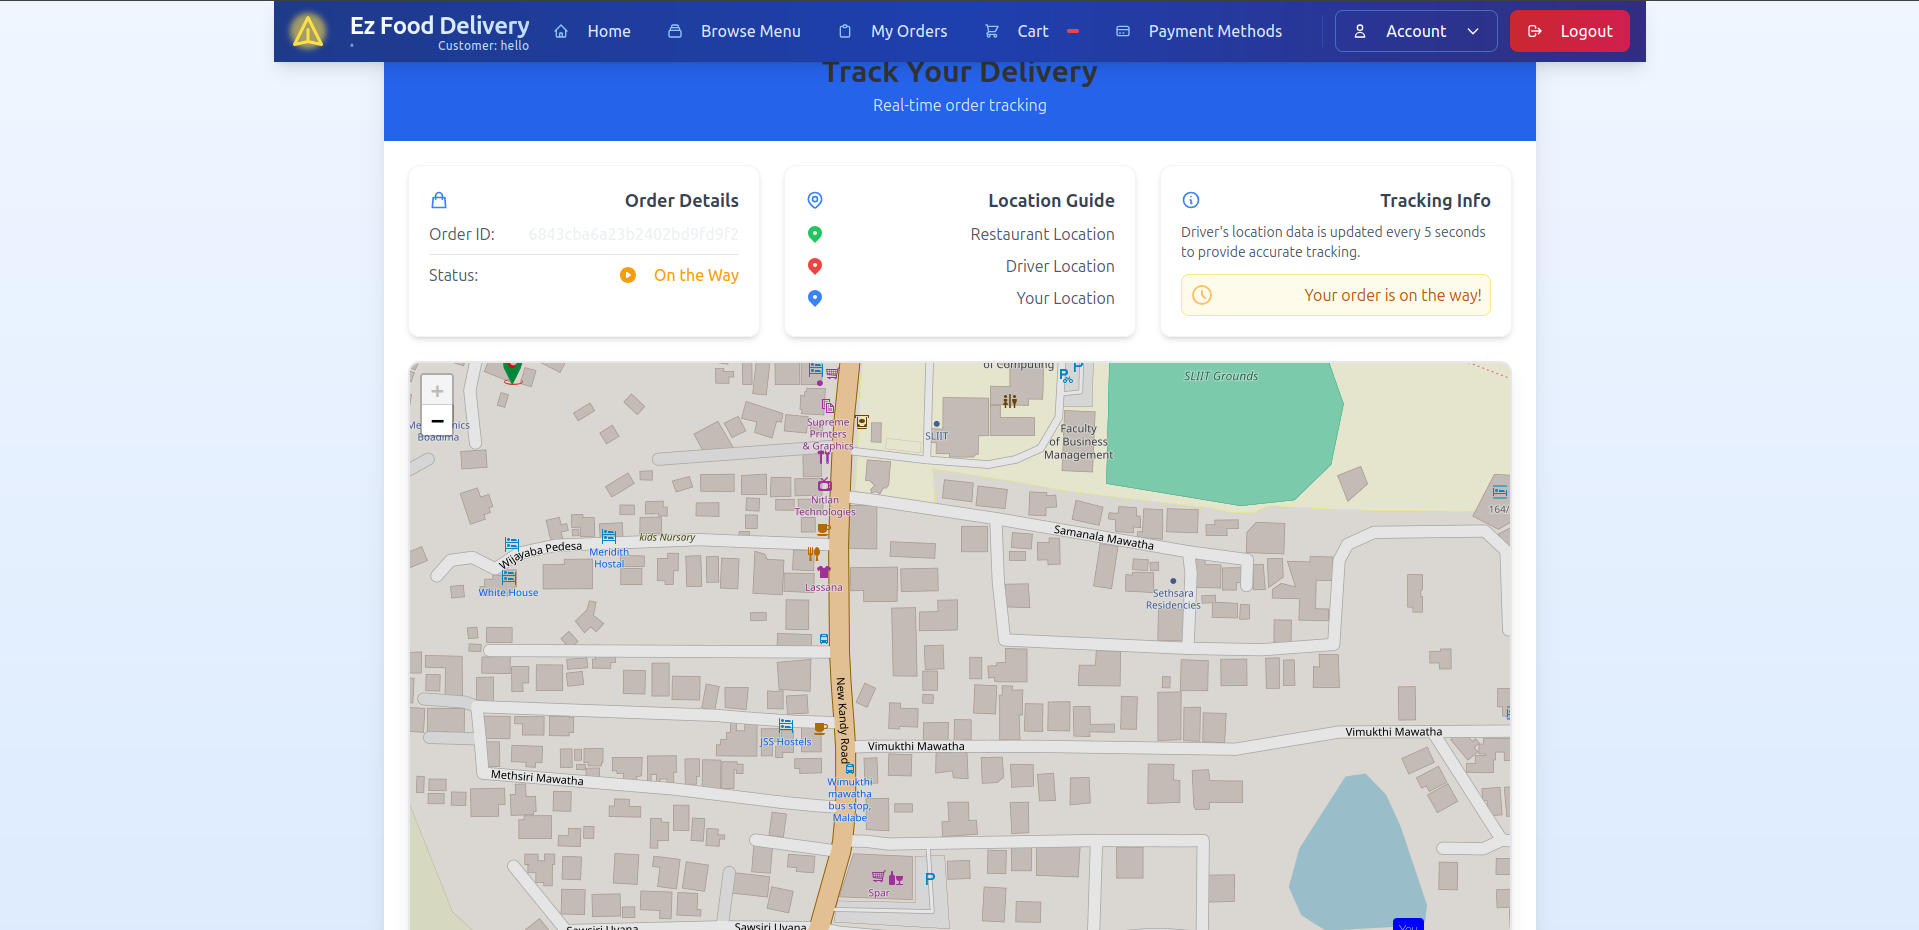 Ez Food Delivery
Customer: hello
Home
Browse Menu
My Orders
Cart
Payment Methods
Account
Logout
Track Your Delivery
Real-time order tracking
Order Details
Order ID: 6843cba6a23b2402bd9fd9f2
Status: On the Way
Location Guide
Restaurant Location
Driver Location
Your Location
Tracking Info
Driver's location data is updated every 5 seconds
to provide accurate tracking.
Your order is on the way!
+
−
of Computing
P
P
SLIIT Grounds
Boadima
Supreme
Printers
& Graphics
SLIIT
Faculty
of Business
Management
Nitlan
Technologies
164/
Samanala Mawatha
kids Nursory
Wijayaba Pedesa
Meridith
Hostal
White House
Lassana
Sethsara
Residencies
New Kandy Road
JSS Hostels
Vimukthi Mawatha
Vimukthi Mawatha
Methsiri Mawatha
Wimukthi
mawatha
bus stop,
Malabe
Spar
P
Sawsiri Uyana
Sawsiri Uyana
You